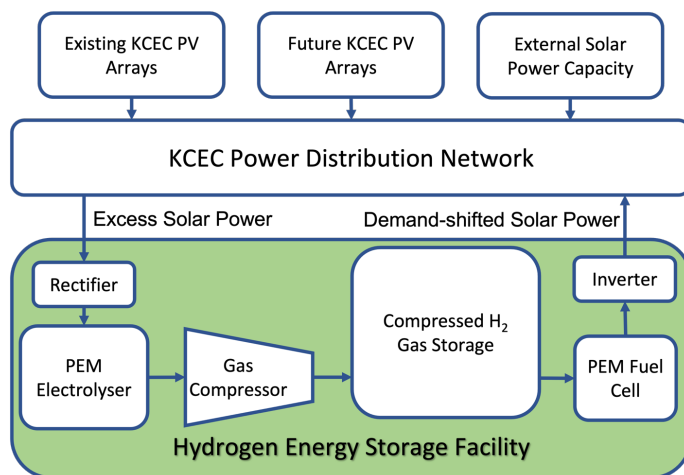 Existing KCEC PV
Arrays
Future KCEC PV
Arrays
External Solar
Power Capacity
KCEC Power Distribution Network
Excess Solar Power
Demand-shifted Solar Power
Rectifier
Inverter
PEM
Electrolyser
Gas
Compressor
Compressed H₂
Gas Storage
PEM Fuel
Cell
Hydrogen Energy Storage Facility